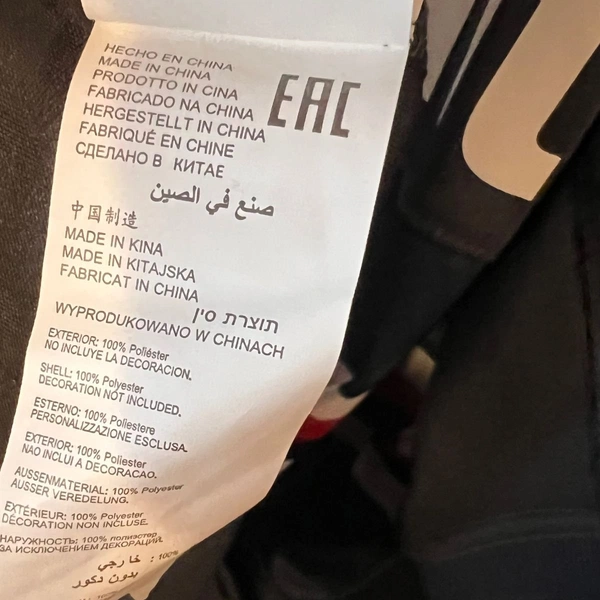 HECHO EN CHINA
MADE IN CHINA
PRODOTTO IN CINA
FABRICADO NA CHINA
EAC
HERGESTELLT IN CHINA
FABRIQUÉ EN CHINE
СДЕЛАНО В КИТАЕ
صنع في الصين
中国制造
MADE IN KINA
MADE IN KITAJSKA
FABRICAT IN CHINA
תוצרת סין
WYPRODUKOWANO W CHINACH
EXTERIOR: 100% Poliéster
NO INCLUYE LA DECORACION.
SHELL: 100% Polyester
DECORATION NOT INCLUDED.
ESTERNO: 100% Poliestere
PERSONALIZZAZIONE ESCLUSA.
EXTERIOR: 100% Poliester
NAO INCLUI A DECORACAO.
AUSSENMATERIAL: 100% Polyester
AUSSER VEREDELUNG.
EXTÉRIEUR: 100% Polyester
DÉCORATION NON INCLUSE.
НАРУЖНОСТЬ: 100% полиэстер
ЗА ИСКЛЮЧЕНИЕМ ДЕКОРАЦИЙ.
خارجي : 100%
بدون دكور